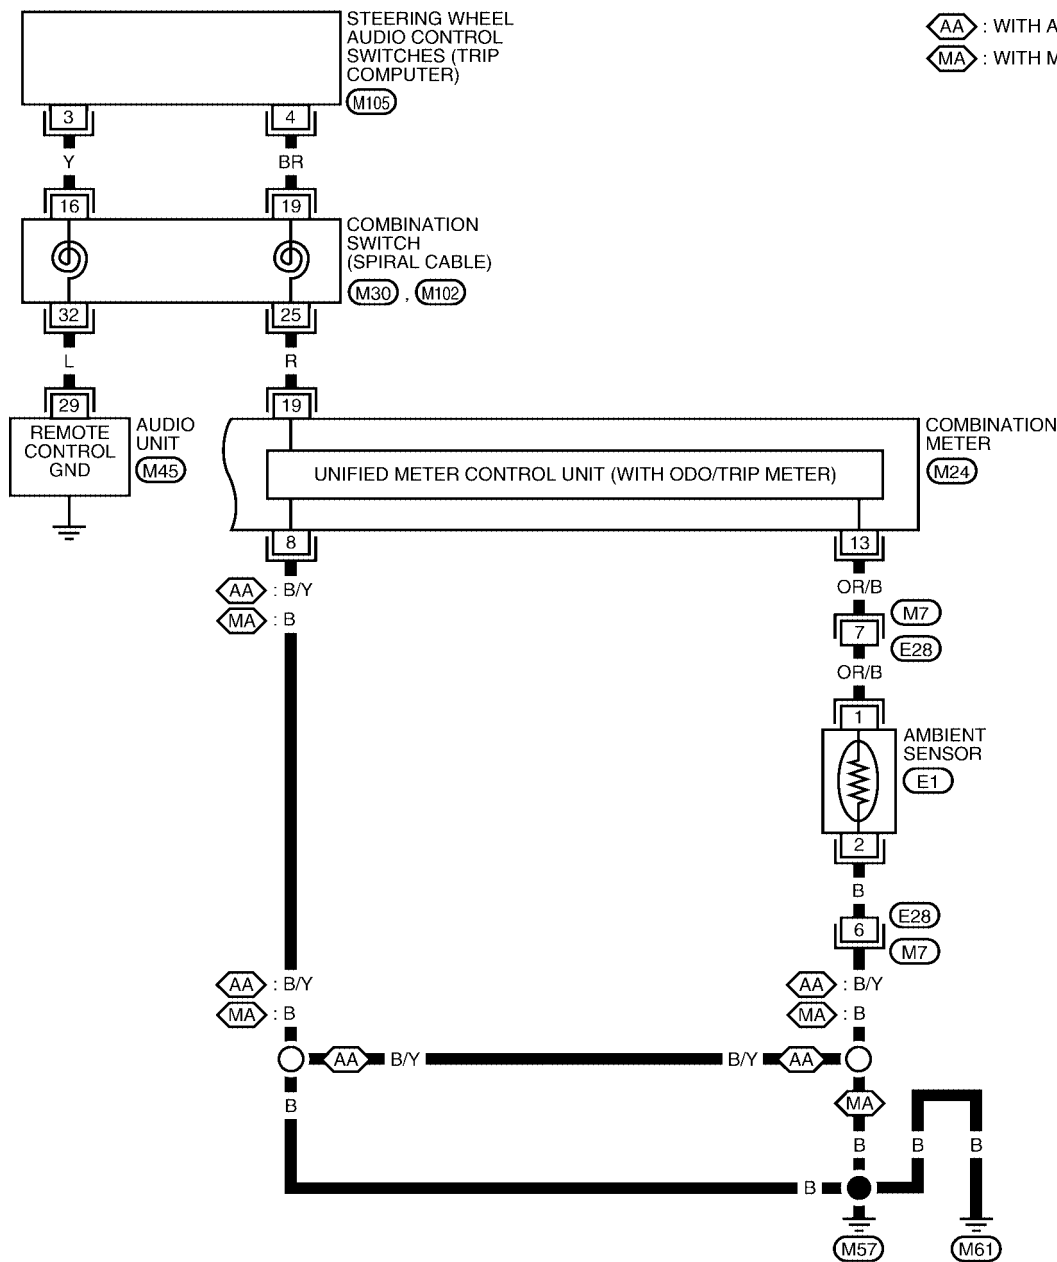 STEERING WHEEL
AUDIO CONTROL
SWITCHES (TRIP
COMPUTER)
M105
AA : WITH A
MA : WITH M
3
4
Y
BR
16
19
COMBINATION
SWITCH
(SPIRAL CABLE)
M30 , M102
32
25
L
R
29
19
REMOTE
CONTROL
GND
AUDIO
UNIT
M45
COMBINATION
METER
M24
UNIFIED METER CONTROL UNIT (WITH ODO/TRIP METER)
8
13
AA : B/Y
MA : B
OR/B
M7
7
E28
OR/B
1
AMBIENT
SENSOR
E1
2
B
E28
6
M7
AA : B/Y
MA : B
AA : B/Y
MA : B
AA B/Y
B/Y AA
B
MA
B
B
B
B
M57
M61